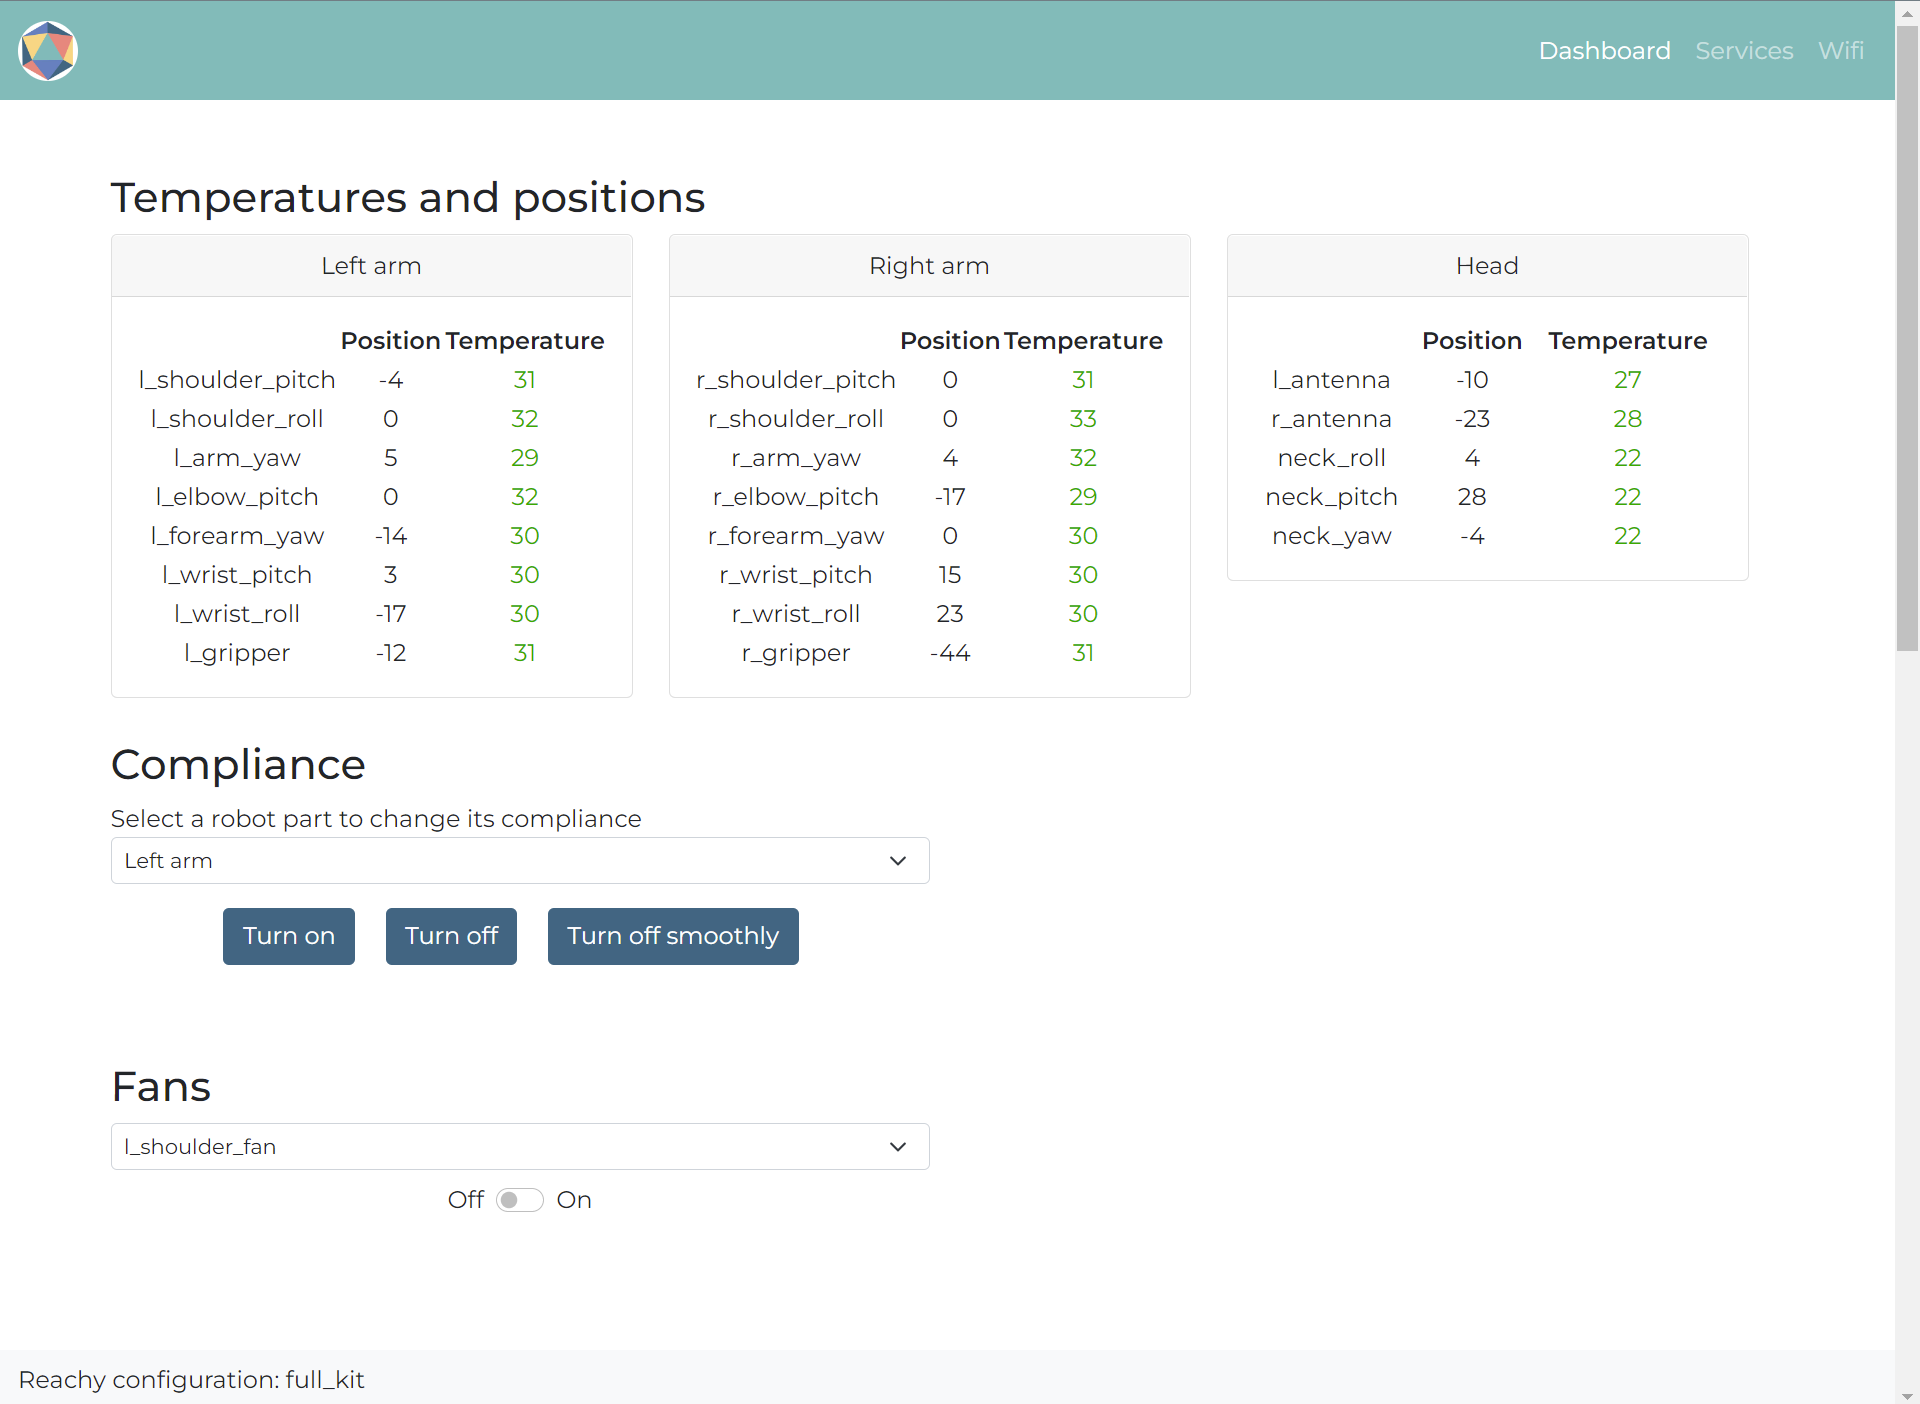 Dashboard Services Wifi
Temperatures and positions
Left arm
Position Temperature
l_shoulder_pitch -4 31
l_shoulder_roll 0 32
l_arm_yaw 5 29
l_elbow_pitch 0 32
l_forearm_yaw -14 30
l_wrist_pitch 3 30
l_wrist_roll -17 30
l_gripper -12 31
Right arm
Position Temperature
r_shoulder_pitch 0 31
r_shoulder_roll 0 33
r_arm_yaw 4 32
r_elbow_pitch -17 29
r_forearm_yaw 0 30
r_wrist_pitch 15 30
r_wrist_roll 23 30
r_gripper -44 31
Head
Position Temperature
l_antenna -10 27
r_antenna -23 28
neck_roll 4 22
neck_pitch 28 22
neck_yaw -4 22
Compliance
Select a robot part to change its compliance
Left arm
Turn on Turn off Turn off smoothly
Fans
l_shoulder_fan
Off On
Reachy configuration: full_kit